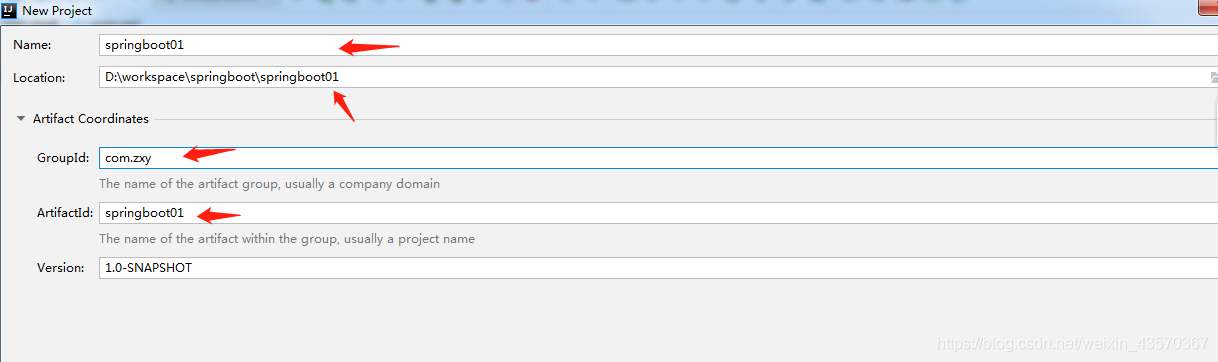 New Project
Name: springboot01
Location: D:\workspace\springboot\springboot01
Artifact Coordinates
GroupId: com.zxy
The name of the artifact group, usually a company domain
ArtifactId: springboot01
The name of the artifact within the group, usually a project name
Version: 1.0-SNAPSHOT
https://blog.csdn.net/weixin_43570367